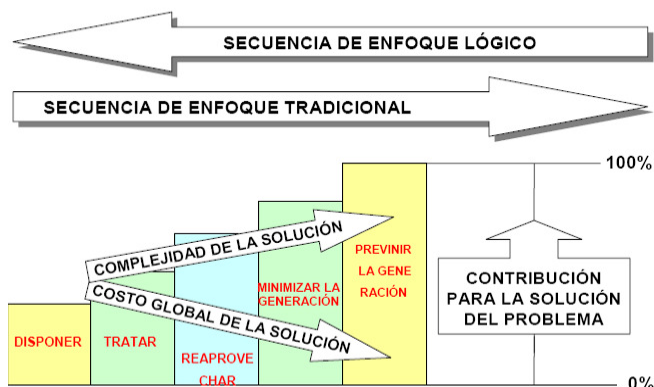 SECUENCIA DE ENFOQUE LÓGICO
SECUENCIA DE ENFOQUE TRADICIONAL
100%
COMPLEJIDAD DE LA SOLUCIÓN
COSTO GLOBAL DE LA SOLUCIÓN
PREVINIR
LA GENE
RACIÓN
MINIMIZAR LA
GENERACIÓN
CONTRIBUCIÓN
PARA LA SOLUCIÓN
DEL PROBLEMA
DISPONER
TRATAR
REAPROVE
CHAR
0%